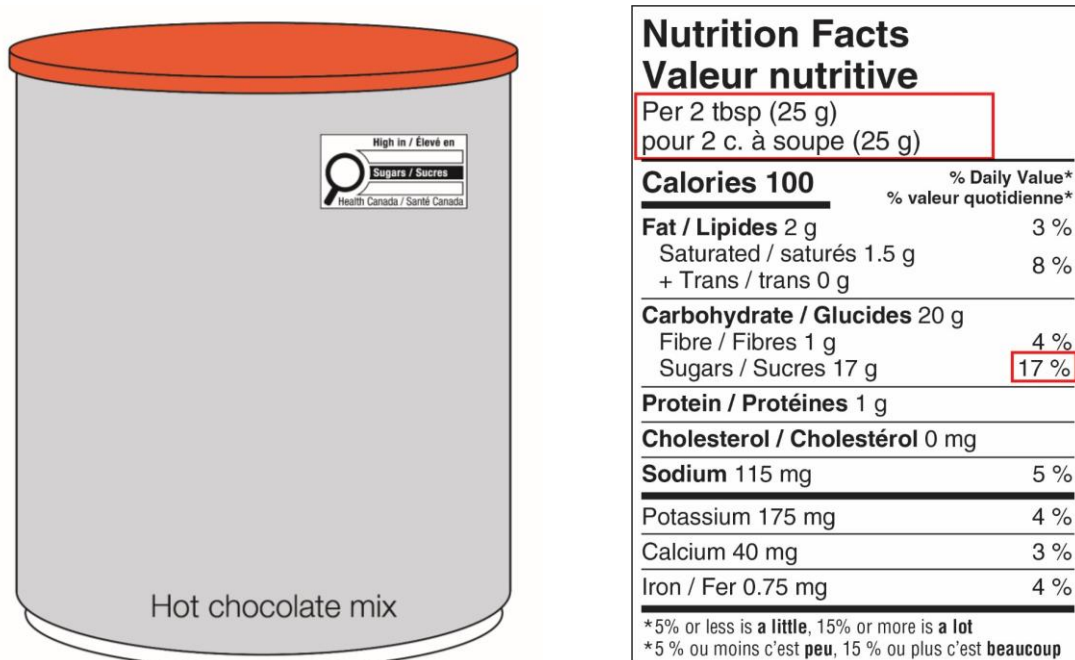 High in / Élevé en
Sugars / Sucres
Health Canada / Santé Canada
Hot chocolate mix
Nutrition Facts
Valeur nutritive
Per 2 tbsp (25 g)
pour 2 c. à soupe (25 g)
Calories 100
% Daily Value*
% valeur quotidienne*
Fat / Lipides 2 g 3 %
Saturated / saturés 1.5 g
+ Trans / trans 0 g
8 %
Carbohydrate / Glucides 20 g
Fibre / Fibres 1 g 4 %
Sugars / Sucres 17 g 17 %
Protein / Protéines 1 g
Cholesterol / Cholestérol 0 mg
Sodium 115 mg 5 %
Potassium 175 mg 4 %
Calcium 40 mg 3 %
Iron / Fer 0.75 mg 4 %
*5% or less is a little, 15% or more is a lot
*5 % ou moins c’est peu, 15 % ou plus c’est beaucoup